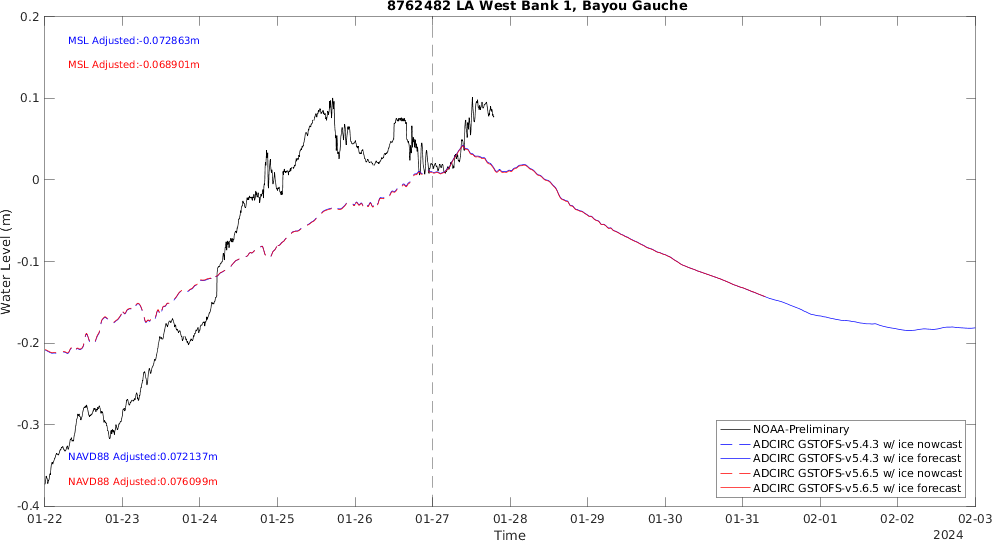 8762482 LA West Bank 1, Bayou Gauche
MSL Adjusted:-0.072863m
MSL Adjusted:-0.068901m
0.2
0.1
0
-0.1
-0.2
-0.3
-0.4
Water Level (m)
NAVD88 Adjusted:0.072137m
NAVD88 Adjusted:0.076099m
NOAA-Preliminary
ADCIRC GSTOFS-v5.4.3 w/ ice nowcast
ADCIRC GSTOFS-v5.4.3 w/ ice forecast
ADCIRC GSTOFS-v5.6.5 w/ ice nowcast
ADCIRC GSTOFS-v5.6.5 w/ ice forecast
01-22 01-23 01-24 01-25 01-26 01-27 01-28 01-29 01-30 01-31 02-01 02-02 02-03
Time
2024